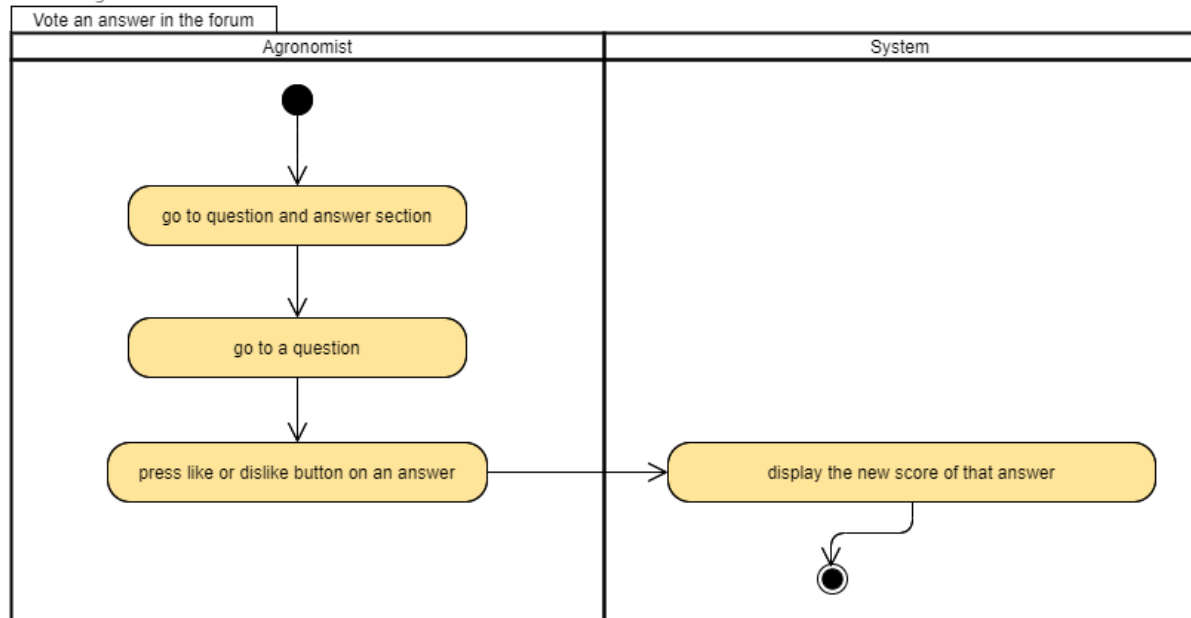 Vote an answer in the forum
Agronomist
System
go to question and answer section
go to a question
press like or dislike button on an answer
display the new score of that answer